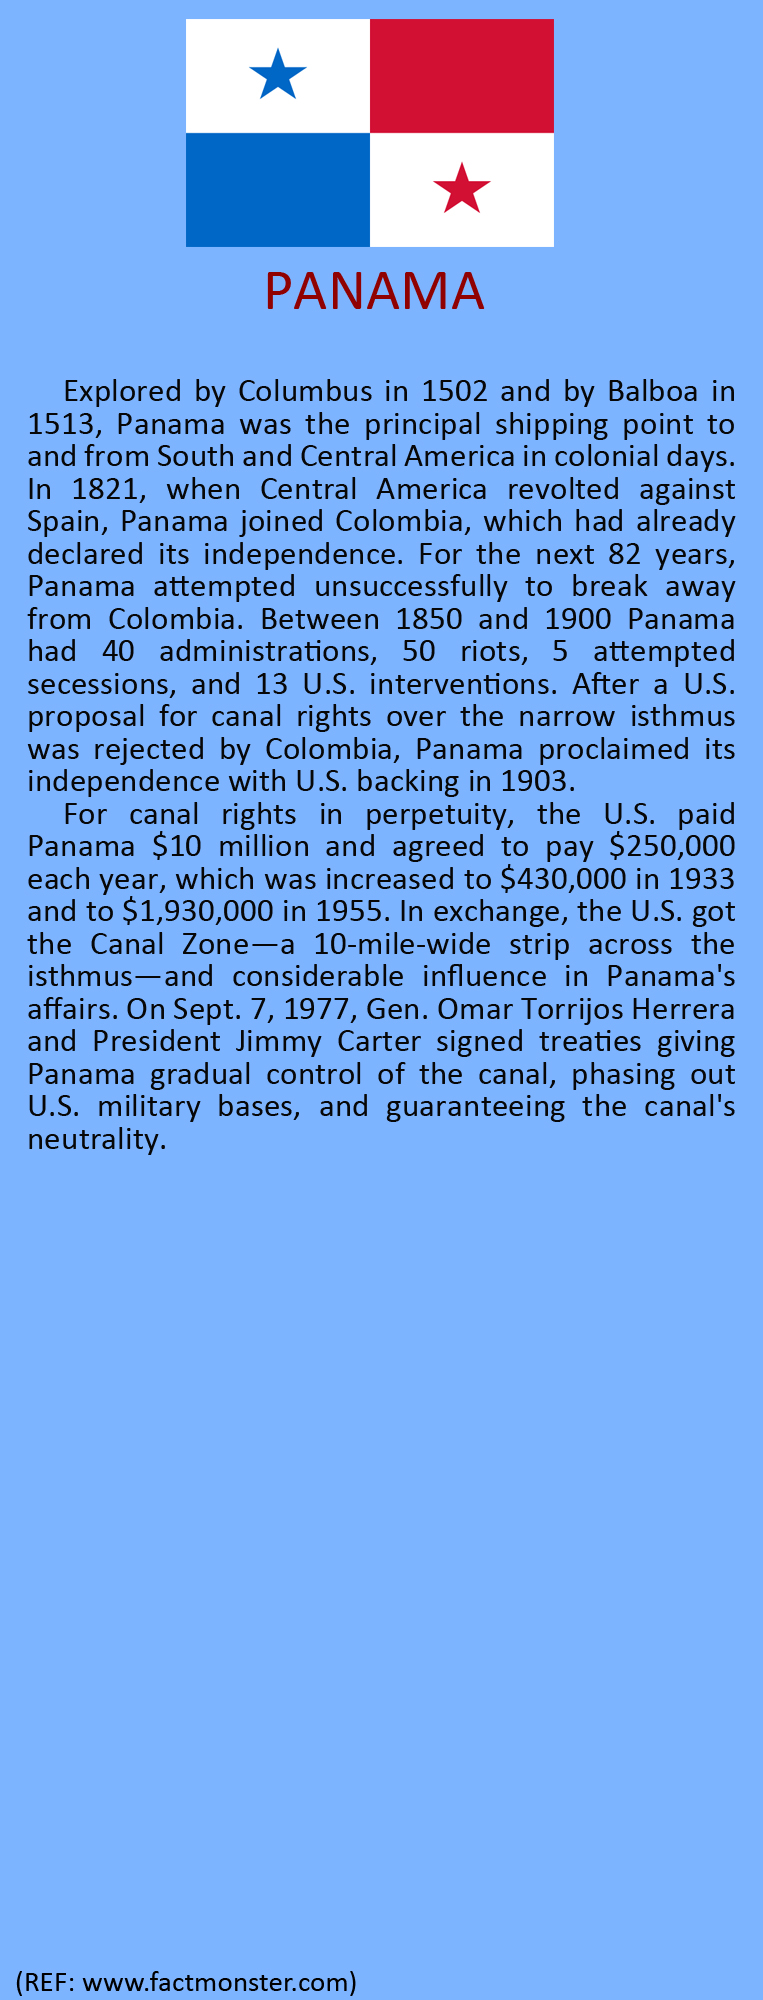 PANAMA
Explored by Columbus in 1502 and by Balboa in
1513, Panama was the principal shipping point to
and from South and Central America in colonial days.
In 1821, when Central America revolted against
Spain, Panama joined Colombia, which had already
declared its independence. For the next 82 years,
Panama attempted unsuccessfully to break away
from Colombia. Between 1850 and 1900 Panama
had 40 administrations, 50 riots, 5 attempted
secessions, and 13 U.S. interventions. After a U.S.
proposal for canal rights over the narrow isthmus
was rejected by Colombia, Panama proclaimed its
independence with U.S. backing in 1903.
For canal rights in perpetuity, the U.S. paid
Panama $10 million and agreed to pay $250,000
each year, which was increased to $430,000 in 1933
and to $1,930,000 in 1955. In exchange, the U.S. got
the Canal Zone—a 10-mile-wide strip across the
isthmus—and considerable influence in Panama's
affairs. On Sept. 7, 1977, Gen. Omar Torrijos Herrera
and President Jimmy Carter signed treaties giving
Panama gradual control of the canal, phasing out
U.S. military bases, and guaranteeing the canal's
neutrality.
(REF: www.factmonster.com)